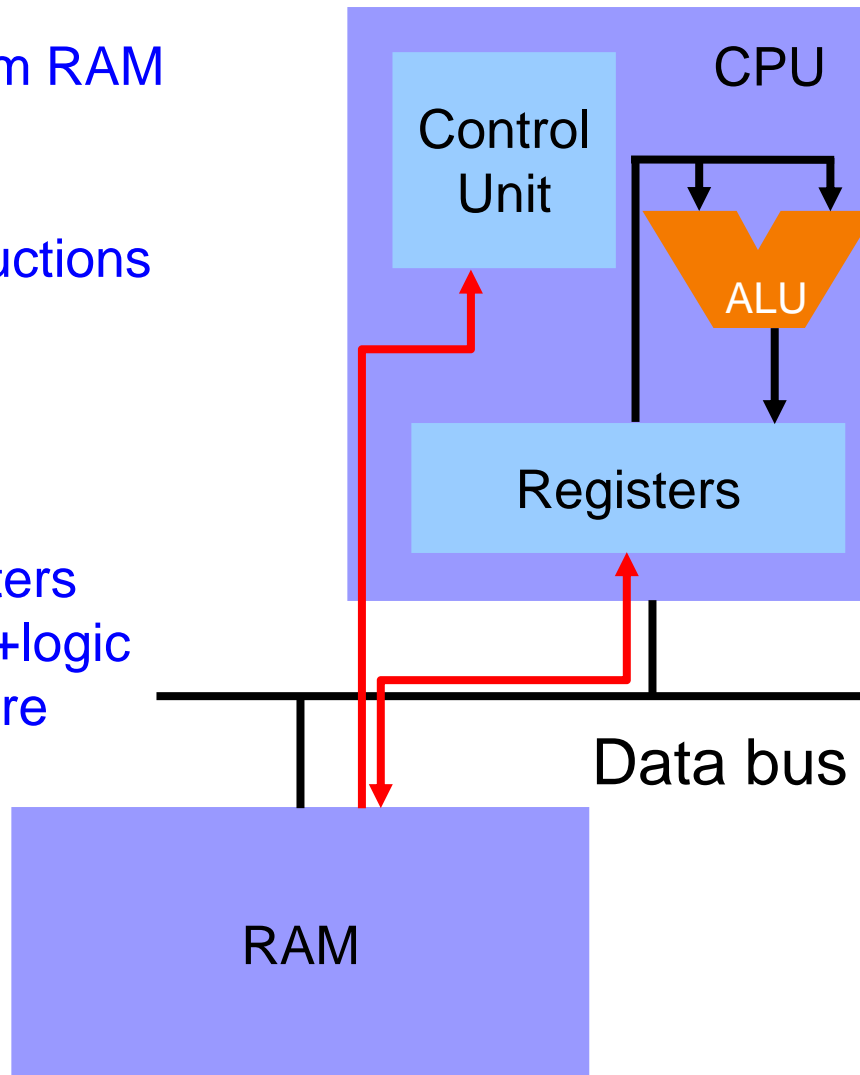 m RAM
uctions
ters
+logic
re
CPU
Control
Unit
ALU
Registers
Data bus
RAM